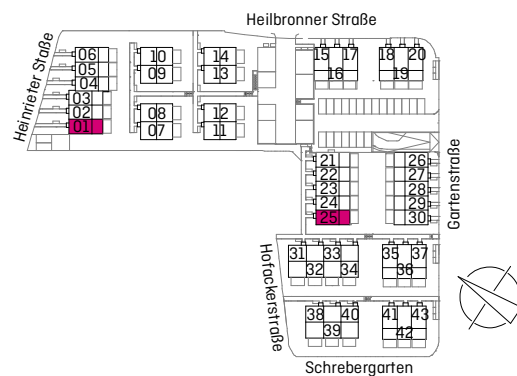 Heilbronner Straße
Heinrieter Staße
06 10 14 15 17 18 20
05 09 13 16 19
04
03
02 08 12
01 07 11
21 26
22 27
23 28
24 29
25 30
Gartenstraße
Hofackerstraße
31 33 35 37
32 34 36
38 40 41 43
39 42
Schrebergarten